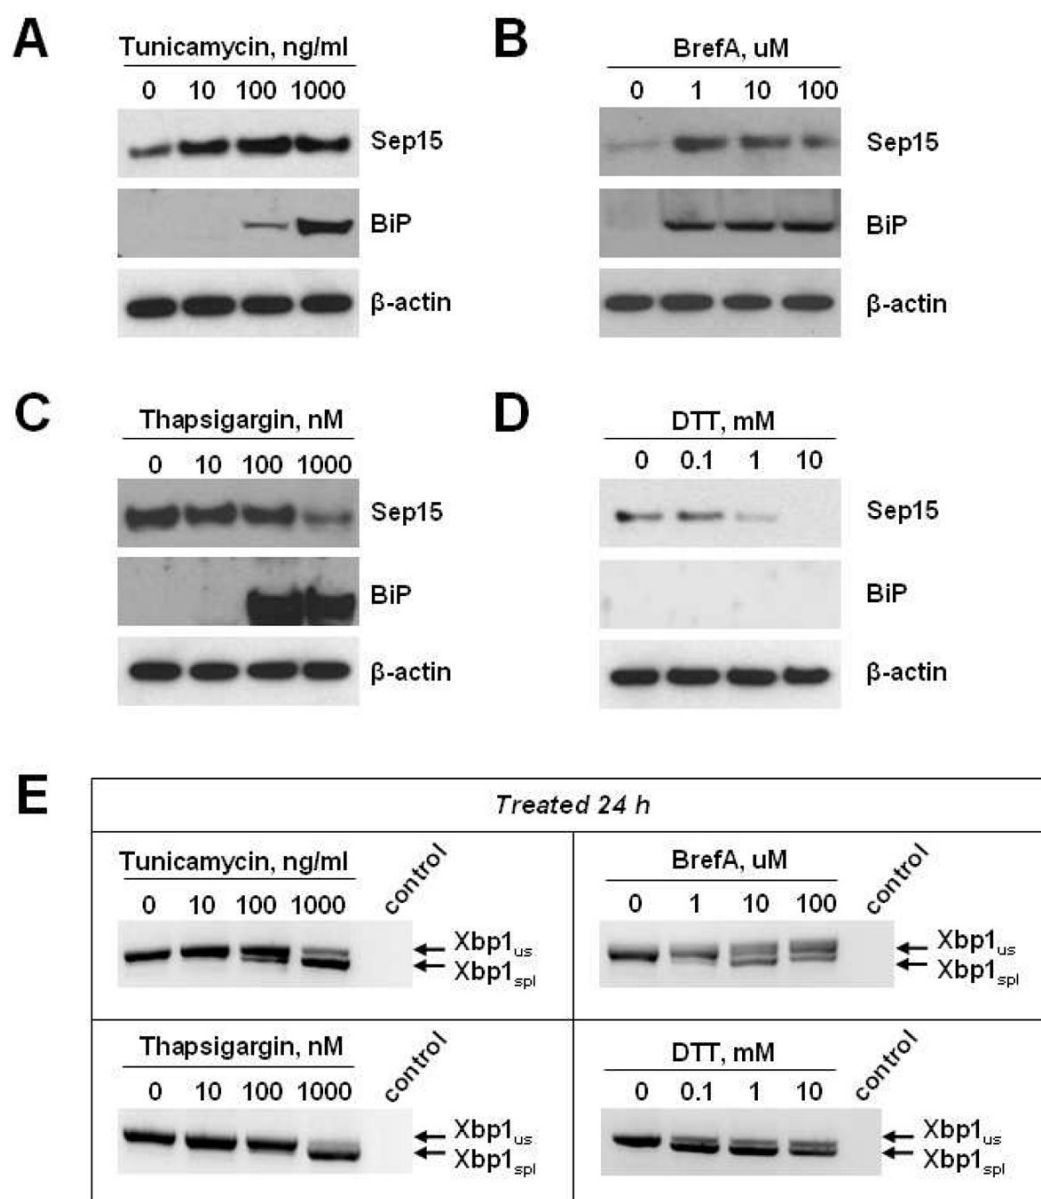 A
Tunicamycin, ng/ml
0 10 100 1000
Sep15
BiP
β-actin
B
BrefA, uM
0 1 10 100
Sep15
BiP
β-actin
C
Thapsigargin, nM
0 10 100 1000
Sep15
BiP
β-actin
D
DTT, mM
0 0.1 1 10
Sep15
BiP
β-actin
E
Treated 24 h
Tunicamycin, ng/ml
0 10 100 1000 control
Xbp1us
Xbp1spl
BrefA, uM
0 1 10 100 control
Xbp1us
Xbp1spl
Thapsigargin, nM
0 10 100 1000 control
Xbp1us
Xbp1spl
DTT, mM
0 0.1 1 10 control
Xbp1us
Xbp1spl